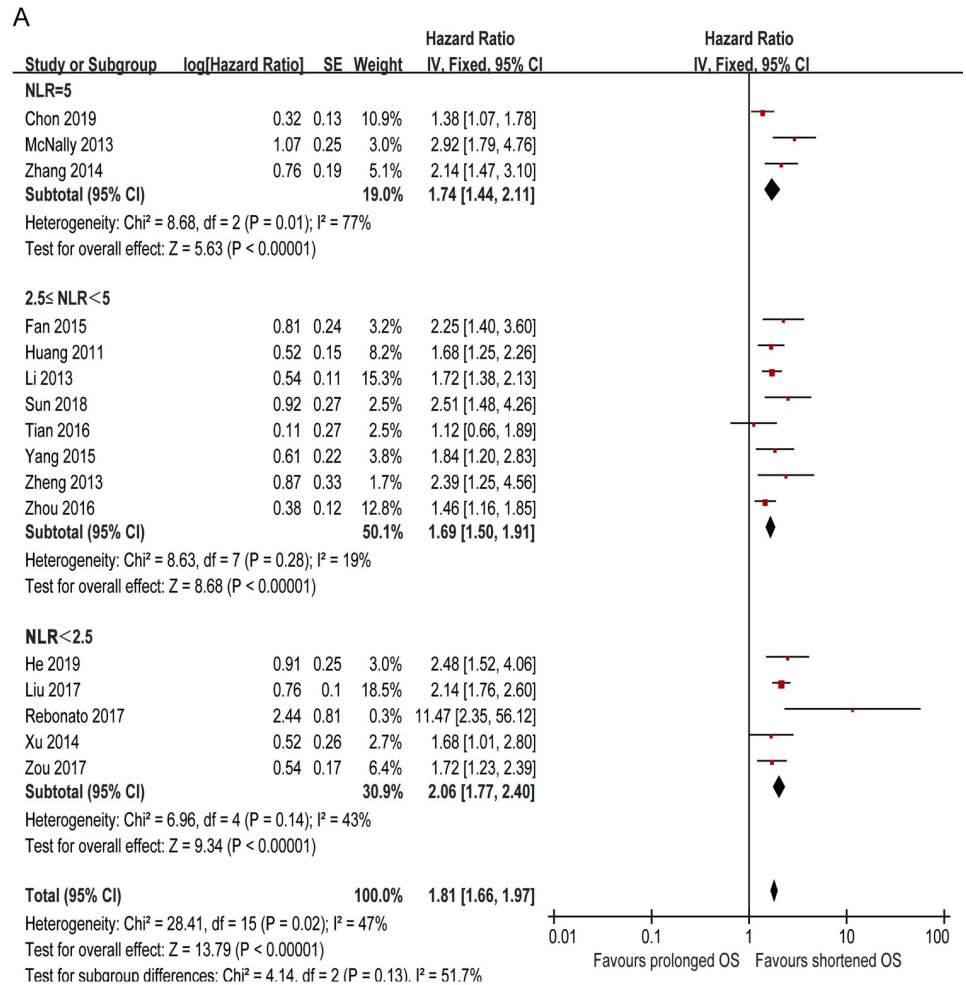 A
Hazard Ratio Hazard Ratio
Study or Subgroup log[Hazard Ratio] SE Weight IV, Fixed, 95% CI IV, Fixed, 95% CI
NLR=5
Chon 2019 0.32 0.13 10.9% 1.38 [1.07, 1.78]
McNally 2013 1.07 0.25 3.0% 2.92 [1.79, 4.76]
Zhang 2014 0.76 0.19 5.1% 2.14 [1.47, 3.10]
Subtotal (95% CI) 19.0% 1.74 [1.44, 2.11]
Heterogeneity: Chi² = 8.68, df = 2 (P = 0.01); I² = 77%
Test for overall effect: Z = 5.63 (P < 0.00001)
2.5≤ NLR<5
Fan 2015 0.81 0.24 3.2% 2.25 [1.40, 3.60]
Huang 2011 0.52 0.15 8.2% 1.68 [1.25, 2.26]
Li 2013 0.54 0.11 15.3% 1.72 [1.38, 2.13]
Sun 2018 0.92 0.27 2.5% 2.51 [1.48, 4.26]
Tian 2016 0.11 0.27 2.5% 1.12 [0.66, 1.89]
Yang 2015 0.61 0.22 3.8% 1.84 [1.20, 2.83]
Zheng 2013 0.87 0.33 1.7% 2.39 [1.25, 4.56]
Zhou 2016 0.38 0.12 12.8% 1.46 [1.16, 1.85]
Subtotal (95% CI) 50.1% 1.69 [1.50, 1.91]
Heterogeneity: Chi² = 8.63, df = 7 (P = 0.28); I² = 19%
Test for overall effect: Z = 8.68 (P < 0.00001)
NLR<2.5
He 2019 0.91 0.25 3.0% 2.48 [1.52, 4.06]
Liu 2017 0.76 0.1 18.5% 2.14 [1.76, 2.60]
Rebonato 2017 2.44 0.81 0.3% 11.47 [2.35, 56.12]
Xu 2014 0.52 0.26 2.7% 1.68 [1.01, 2.80]
Zou 2017 0.54 0.17 6.4% 1.72 [1.23, 2.39]
Subtotal (95% CI) 30.9% 2.06 [1.77, 2.40]
Heterogeneity: Chi² = 6.96, df = 4 (P = 0.14); I² = 43%
Test for overall effect: Z = 9.34 (P < 0.00001)
Total (95% CI) 100.0% 1.81 [1.66, 1.97]
Heterogeneity: Chi² = 28.41, df = 15 (P = 0.02); I² = 47%
Test for overall effect: Z = 13.79 (P < 0.00001)
Test for subgroup differences: Chi² = 4.14, df = 2 (P = 0.13), I² = 51.7%
0.01 0.1 1 10 100
Favours prolonged OS Favours shortened OS